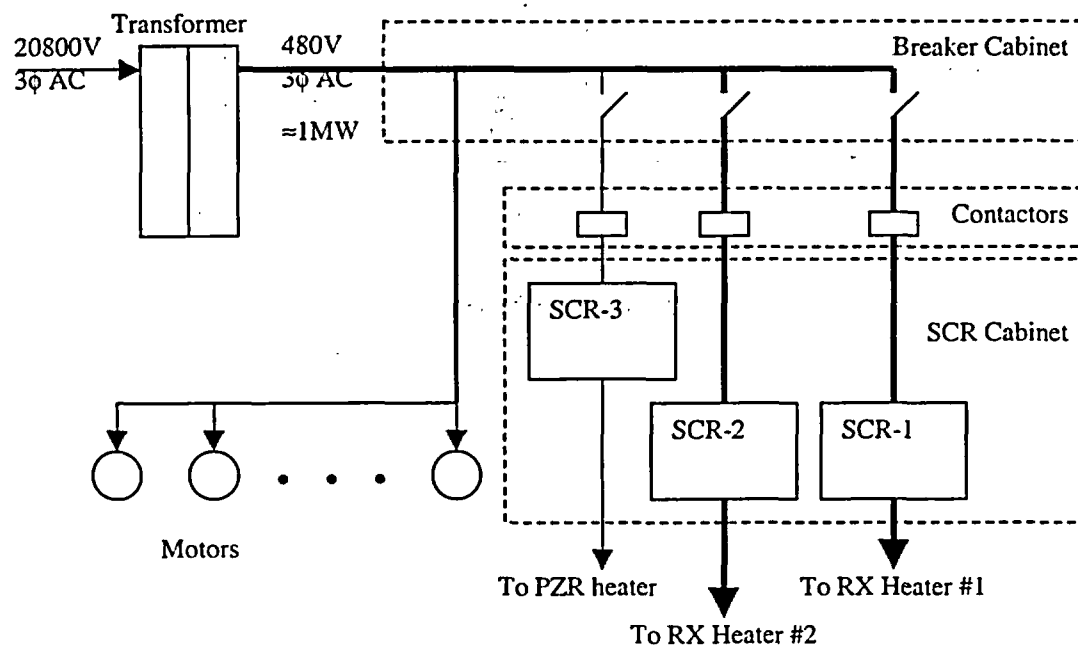 Transformer
20800V
3ϕ AC
480V
3ϕ AC
≈1MW
Breaker Cabinet
Contactors
SCR-3
SCR Cabinet
SCR-2
SCR-1
Motors
To PZR heater
To RX Heater #1
To RX Heater #2